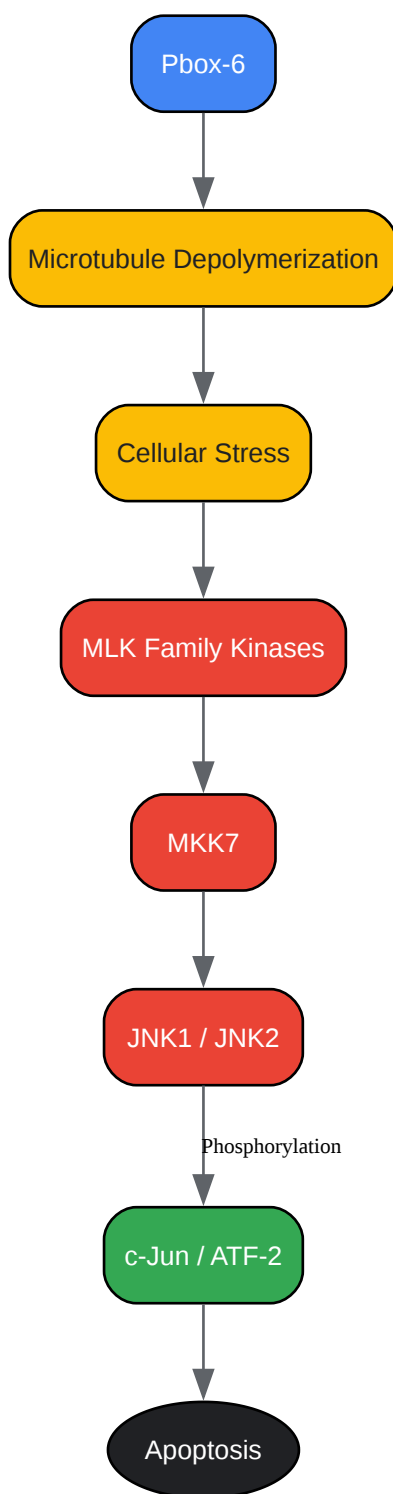 Pbox-6
Microtubule Depolymerization
Cellular Stress
MLK Family Kinases
MKK7
JNK1 / JNK2
Phosphorylation
c-Jun / ATF-2
Apoptosis